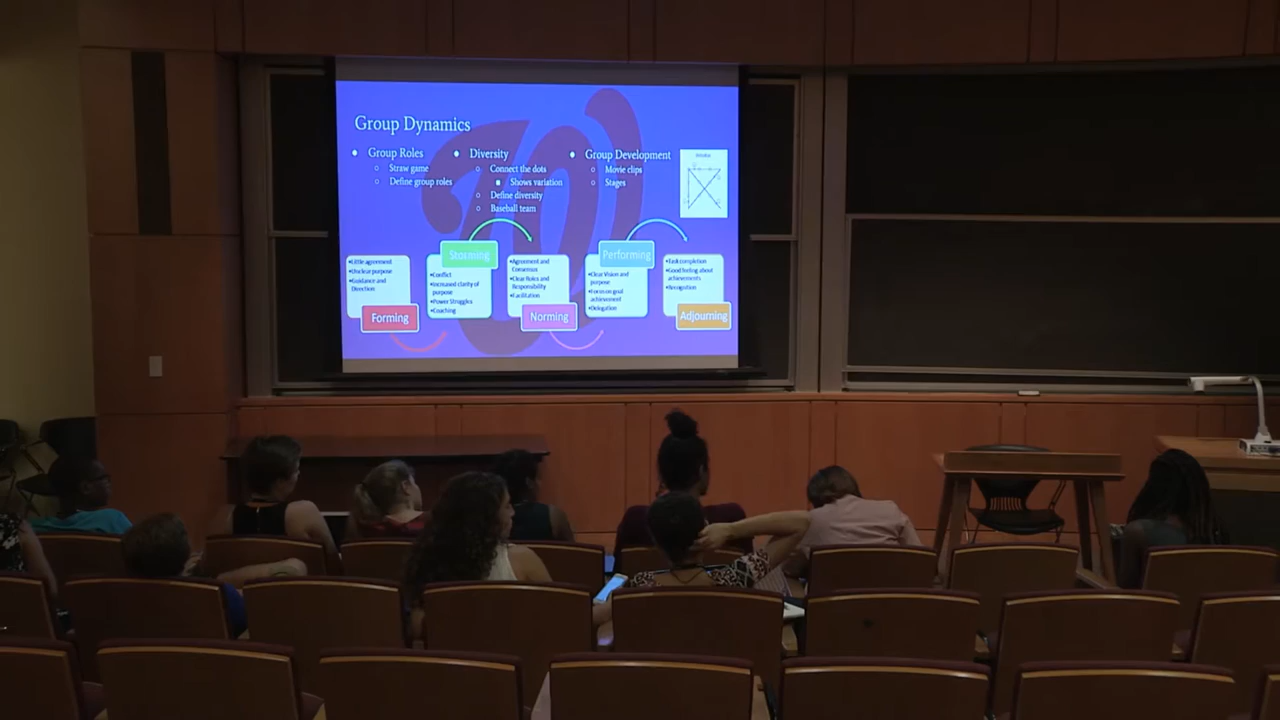 Group Dynamics
Group Roles
Straw game
Define group roles
Diversity
Connect the dots
Shows variation
Define diversity
Baseball team
Group Development
Movie clips
Stages
•Little agreement
•Unclear purpose
•Guidance and
Direction
Forming
Storming
•Conflict
•Increased clarity of
purpose
•Power Struggles
•Coaching
•Agreement and
Consensus
•Clear Roles and
Responsibility
•Facilitation
Norming
Performing
•Clear Vision and
purpose
•Focus on goal
achievement
•Delegation
•Task completion
•Good feeling about
achievements
•Recognition
Adjourning